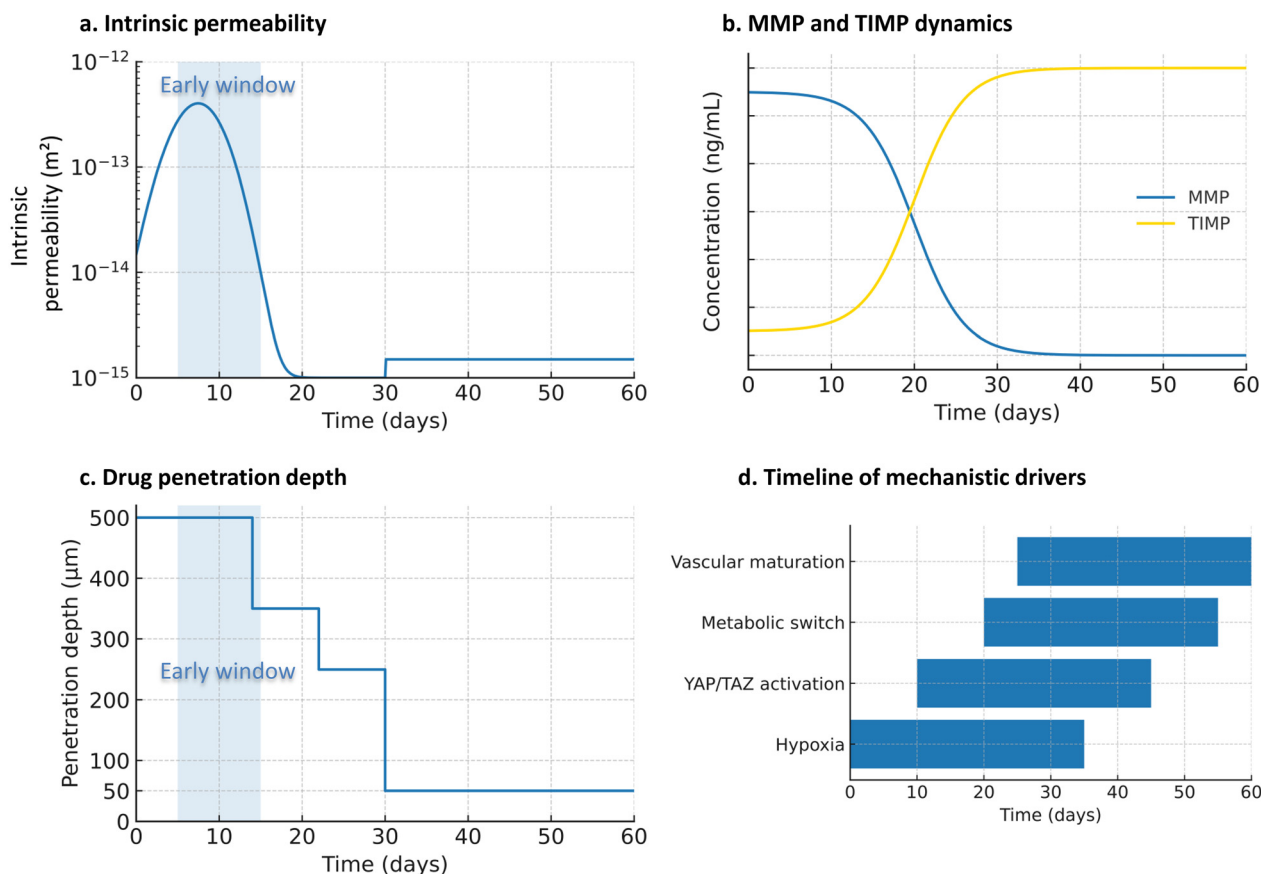 a. Intrinsic permeability
10⁻¹²
Early window
10⁻¹³
10⁻¹⁴
10⁻¹⁵
Intrinsic
permeability (m²)
0 10 20 30 40 50 60
Time (days)
b. MMP and TIMP dynamics
Concentration (ng/mL)
MMP
TIMP
0 10 20 30 40 50 60
Time (days)
c. Drug penetration depth
500
400
300
200
100
50
0
Penetration depth (μm)
Early window
0 10 20 30 40 50 60
Time (days)
d. Timeline of mechanistic drivers
Vascular maturation
Metabolic switch
YAP/TAZ activation
Hypoxia
0 10 20 30 40 50 60
Time (days)